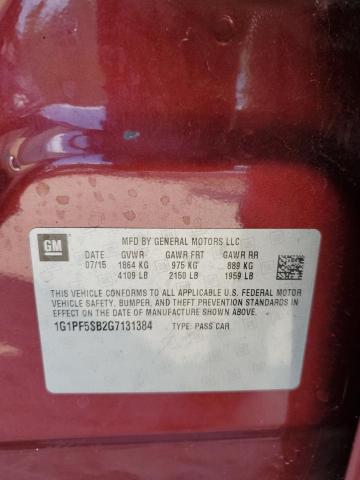 GM
MFD BY GENERAL MOTORS LLC
DATE GVWR GAWR FRT GAWR RR
07/15 1864 KG 975 KG 889 KG
4109 LB 2150 LB 1959 LB
THIS VEHICLE CONFORMS TO ALL APPLICABLE U.S. FEDERAL MOTOR
VEHICLE SAFETY, BUMPER, AND THEFT PREVENTION STANDARDS IN
EFFECT ON THE DATE OF MANUFACTURE SHOWN ABOVE.
1G1PF5SB2G7131384 TYPE: PASS CAR